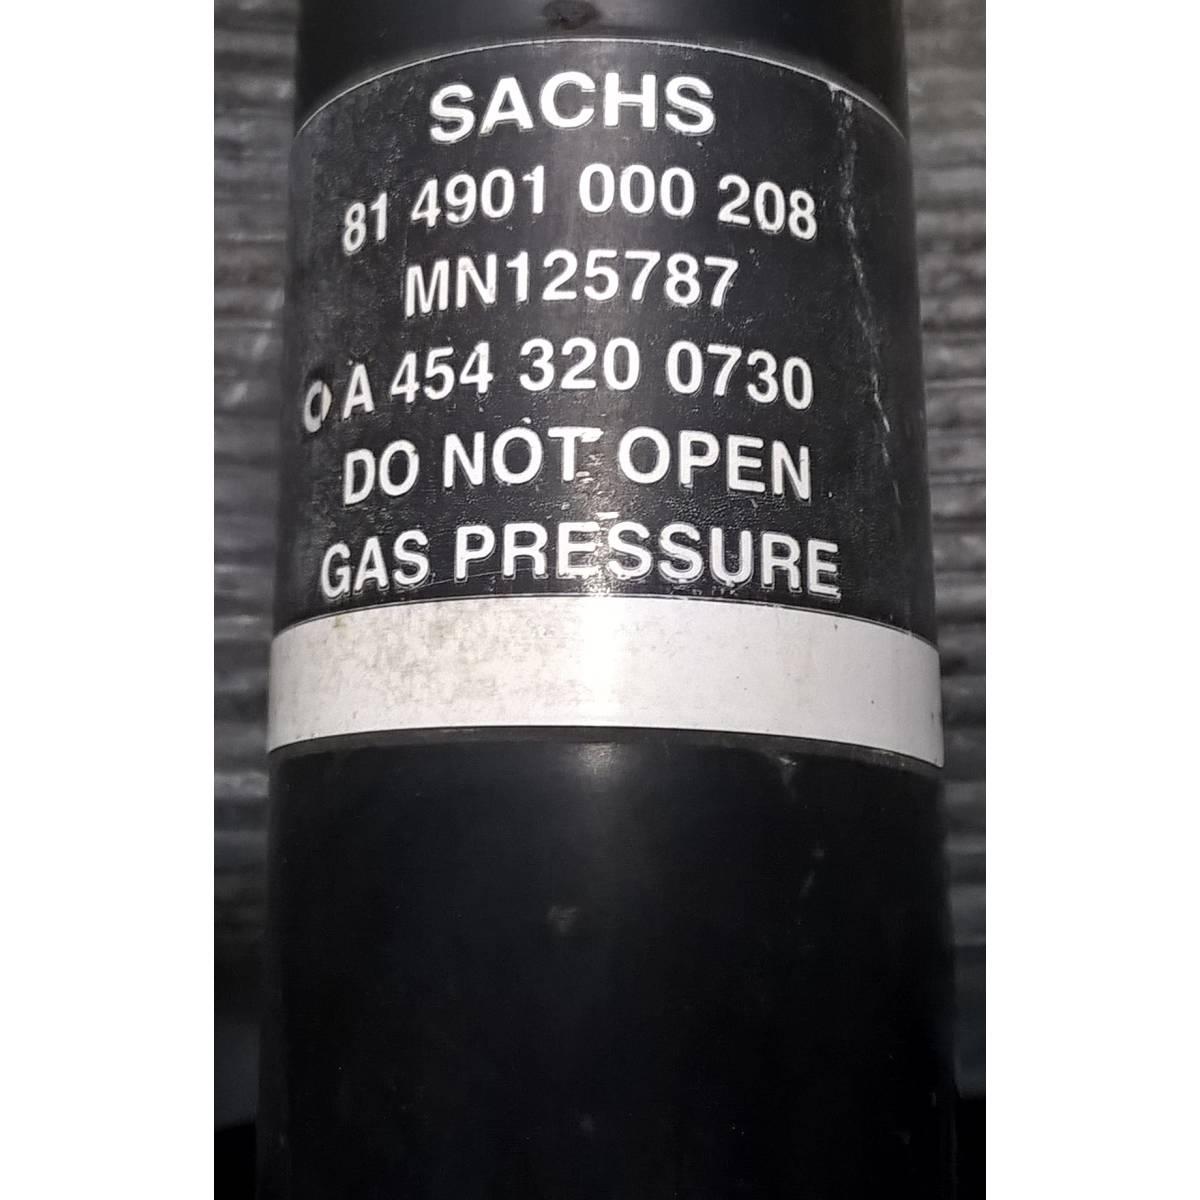 SACHS
81 4901 000 208
MN125787
A 454 320 0730
DO NOT OPEN
GAS PRESSURE